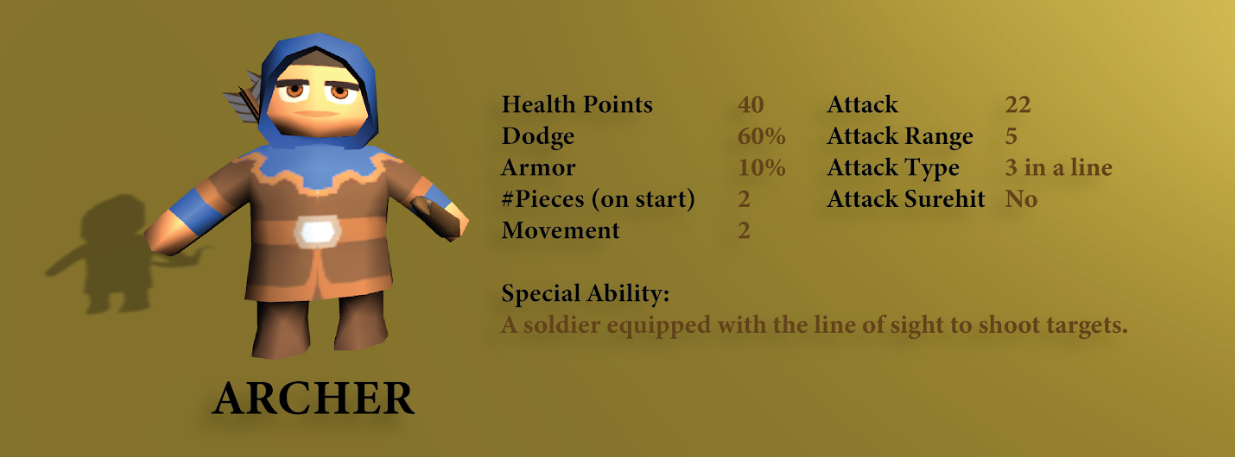 Health Points 40 Attack 22
Dodge 60% Attack Range 5
Armor 10% Attack Type 3 in a line
#Pieces (on start) 2 Attack Surehit No
Movement 2
Special Ability:
A soldier equipped with the line of sight to shoot targets.
ARCHER